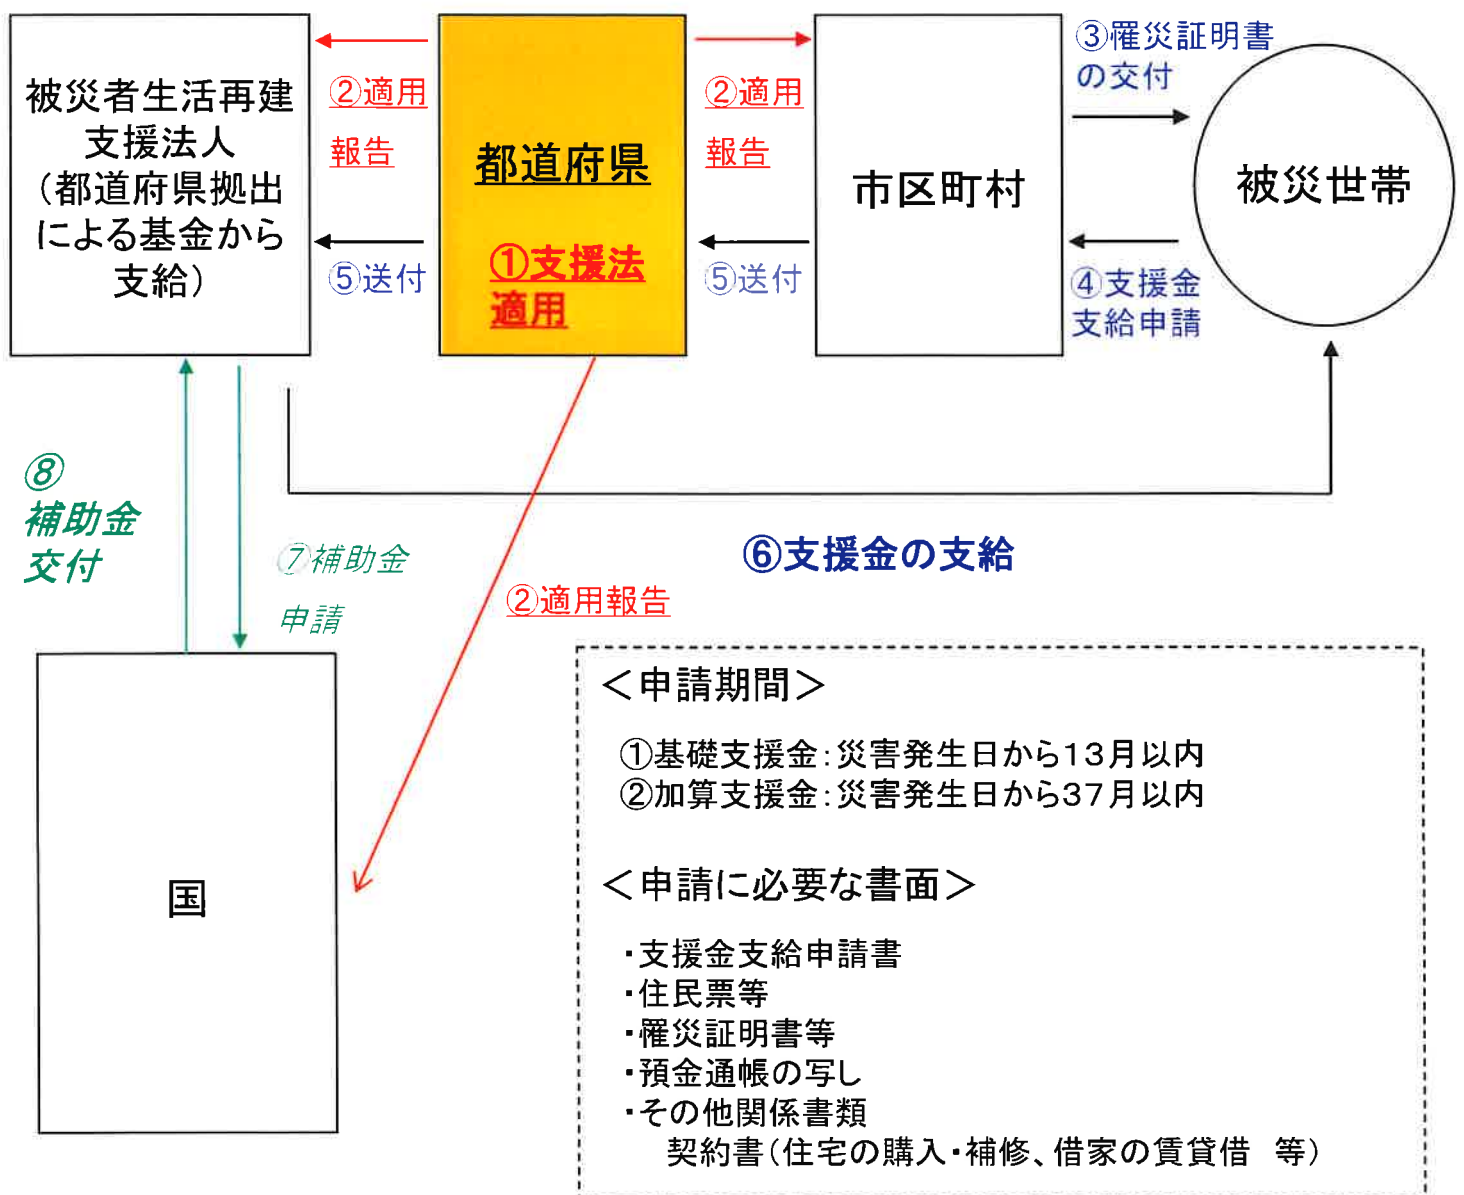 被災者生活再建
支援法人
（都道府県拠出
による基金から
支給）
②適用
報告
⑤送付
都道府県
①支援法
適用
②適用
報告
⑤送付
市区町村
③罹災証明書
の交付
④支援金
支給申請
被災世帯
⑧
補助金
交付
⑦補助金
申請
②適用報告
⑥支援金の支給
国
＜申請期間＞
①基礎支援金：災害発生日から１３月以内
②加算支援金：災害発生日から３７月以内
＜申請に必要な書面＞
・支援金支給申請書
・住民票等
・罹災証明書等
・預金通帳の写し
・その他関係書類
契約書（住宅の購入・補修、借家の賃貸借　等）